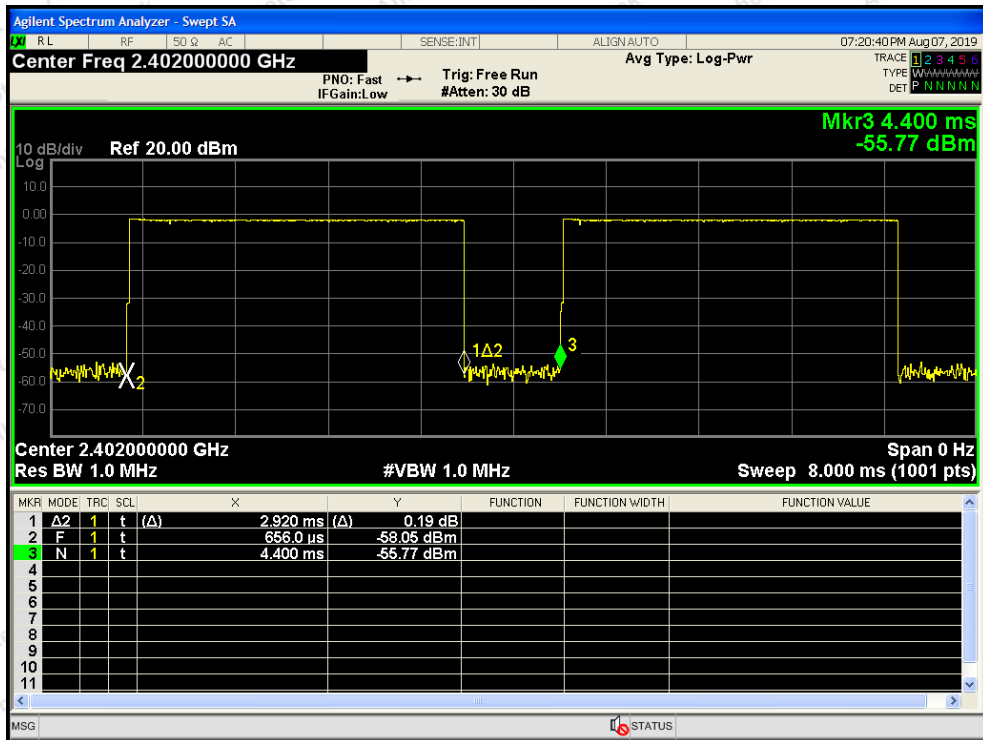 Agilent Spectrum Analyzer - Swept SA
LXI RL RF 50 Ω AC SENSE:INT ALIGN AUTO 07:20:40 PM Aug 07, 2019
Center Freq 2.402000000 GHz Avg Type: Log-Pwr TRACE 1 2 3 4 5 6
PNO: Fast Trig: Free Run TYPE WWWWWWW
IFGain:Low #Atten: 30 dB DET P N N N N N
Mkr3 4.400 ms
-55.77 dBm
10 dB/div Ref 20.00 dBm
Log
10.0
0.00
-10.0
-20.0
-30.0
-40.0
-50.0 1Δ2 3
-60.0 2
-70.0
Center 2.402000000 GHz Span 0 Hz
Res BW 1.0 MHz #VBW 1.0 MHz Sweep 8.000 ms (1001 pts)
MKR MODE TRC SCL X Y FUNCTION FUNCTION WIDTH FUNCTION VALUE
1 Δ2 1 t (Δ) 2.920 ms (Δ) 0.19 dB
2 F 1 t 656.0 µs -58.05 dBm
3 N 1 t 4.400 ms -55.77 dBm
4
5
6
7
8
9
10
11
MSG STATUS